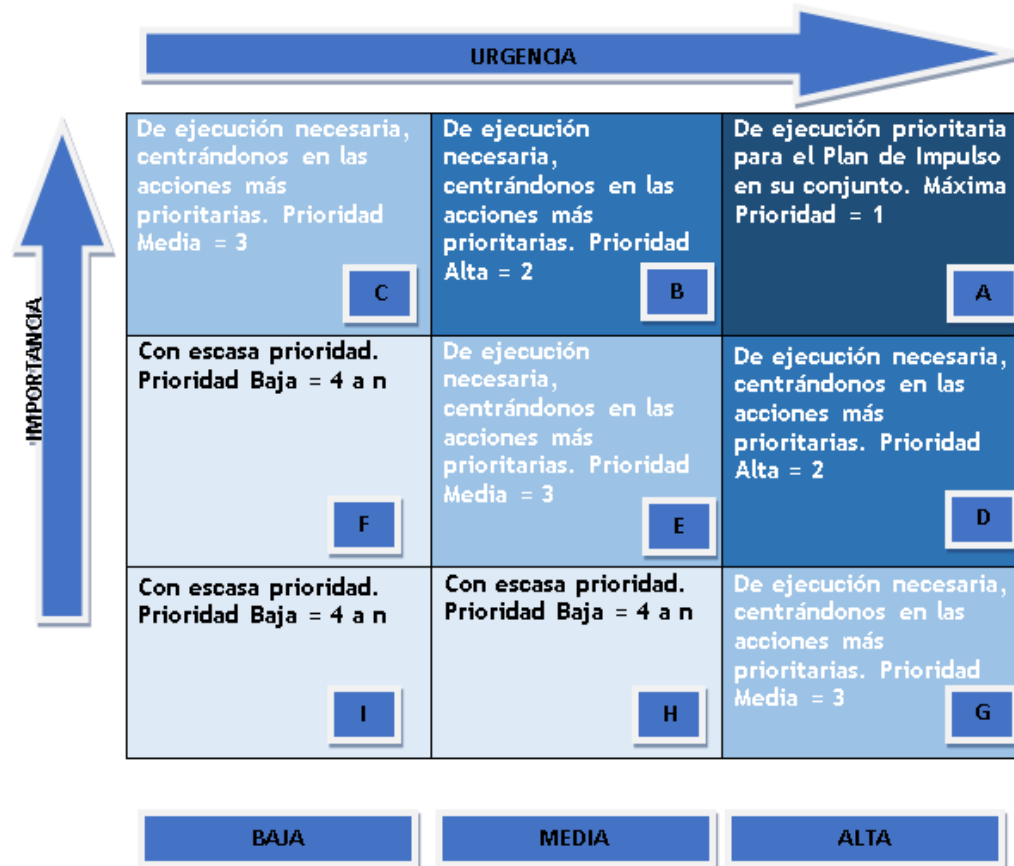 URGENCIA
IMPORTANCIA
De ejecución necesaria,
centrándonos en las
acciones más
prioritarias. Prioridad
Media = 3
C
De ejecución
necesaria,
centrándonos en las
acciones más
prioritarias. Prioridad
Alta = 2
B
De ejecución prioritaria
para el Plan de Impulso
en su conjunto. Máxima
Prioridad = 1
A
Con escasa prioridad.
Prioridad Baja = 4 a n
F
De ejecución
necesaria,
centrándonos en las
acciones más
prioritarias. Prioridad
Media = 3
E
De ejecución necesaria,
centrándonos en las
acciones más
prioritarias. Prioridad
Alta = 2
D
Con escasa prioridad.
Prioridad Baja = 4 a n
I
Con escasa prioridad.
Prioridad Baja = 4 a n
H
De ejecución necesaria,
centrándonos en las
acciones más
prioritarias. Prioridad
Media = 3
G
BAJA
MEDIA
ALTA